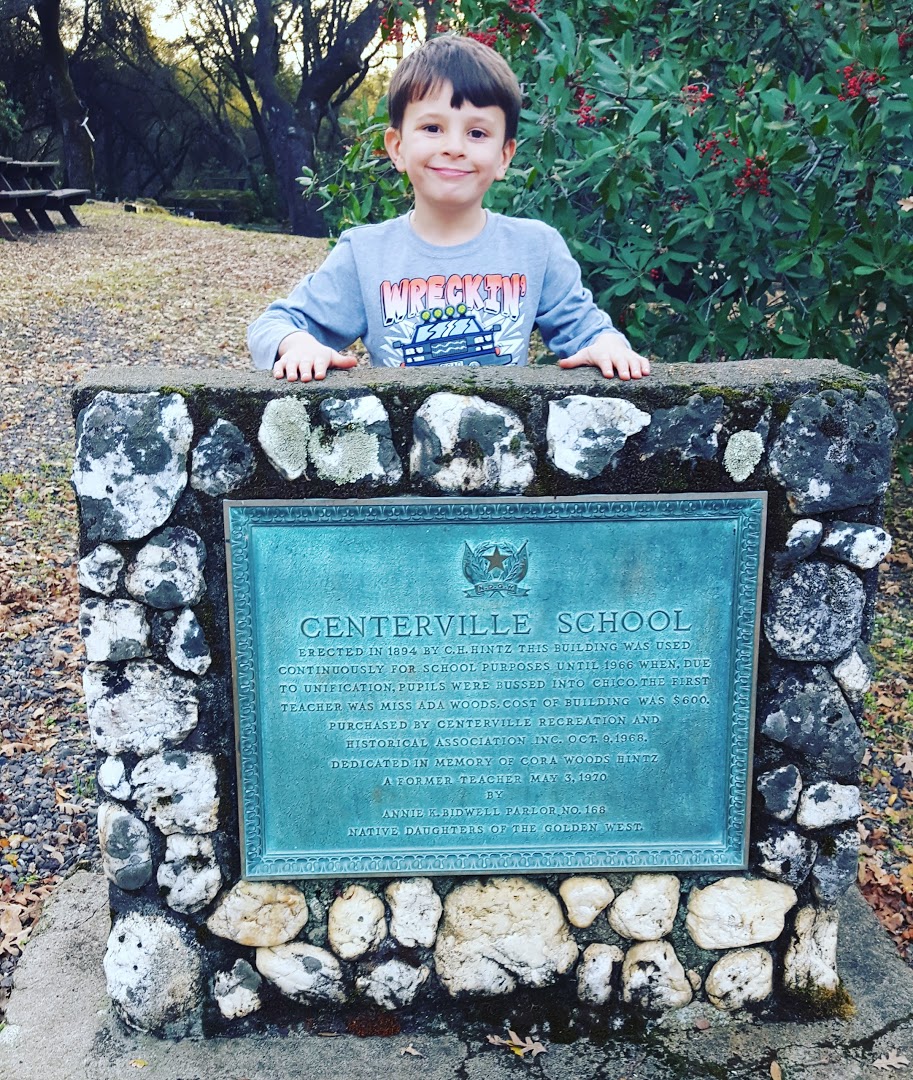 WRECKIN'
CENTERVILLE SCHOOL
ERECTED IN 1894 BY C.H. HINTZ THIS BUILDING WAS USED
CONTINUOUSLY FOR SCHOOL PURPOSES UNTIL 1966 WHEN, DUE
TO UNIFICATION, PUPILS WERE BUSSED INTO CHICO. THE FIRST
TEACHER WAS MISS ADA WOODS. COST OF BUILDING WAS $600.
PURCHASED BY CENTERVILLE RECREATION AND
HISTORICAL ASSOCIATION INC. OCT. 9, 1968.
DEDICATED IN MEMORY OF CORA WOODS HINTZ
A FORMER TEACHER MAY 3, 1970
BY
ANNIE K. BIDWELL PARLOR NO. 168
NATIVE DAUGHTERS OF THE GOLDEN WEST.